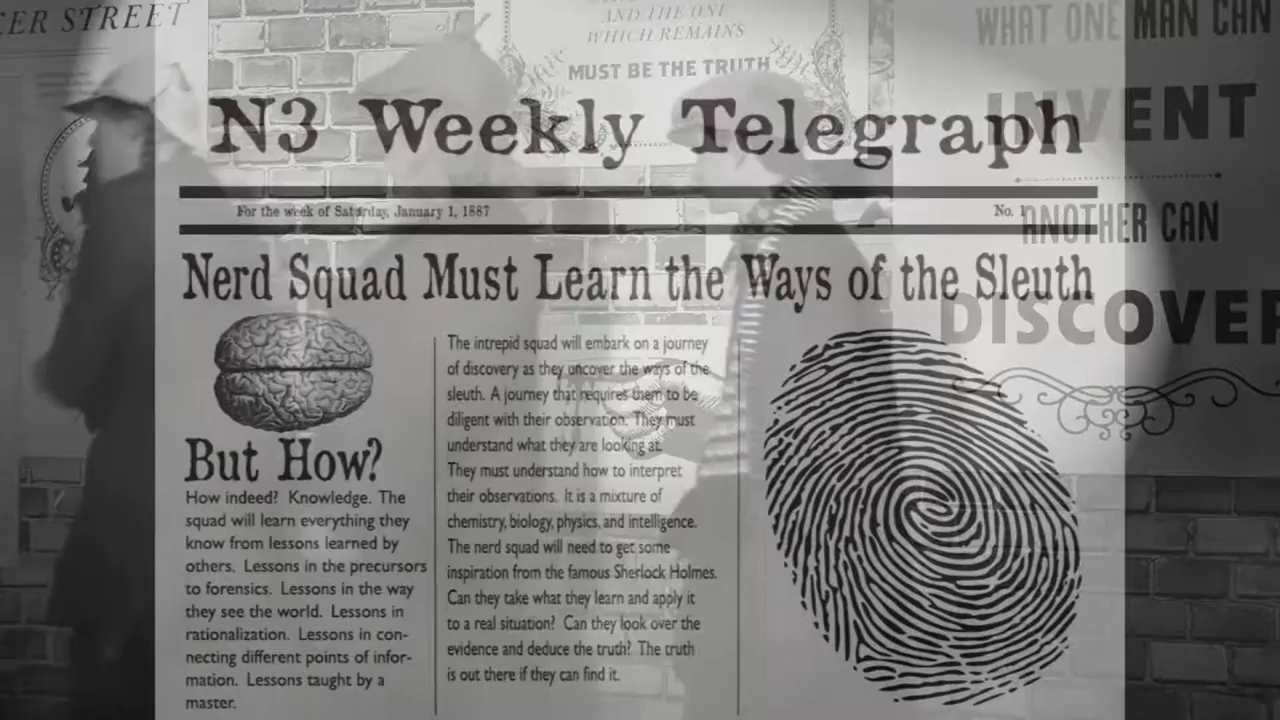 ER STREET
AND THE ONE
WHICH REMAINS
MUST BE THE TRUTH
WHAT ONE MAN CAN
INVENT
ANOTHER CAN
DISCOVER
N3 Weekly Telegraph
For the week of Saturday, January 1, 1887
No. 1
Nerd Squad Must Learn the Ways of the Sleuth
But How?
How indeed? Knowledge. The
squad will learn everything they
know from lessons learned by
others. Lessons in the precursors
to forensics. Lessons in the way
they see the world. Lessons in
rationalization. Lessons in con-
necting different points of infor-
mation. Lessons taught by a
master.
The intrepid squad will embark on a journey
of discovery as they uncover the ways of the
sleuth. A journey that requires them to be
diligent with their observation. They must
understand what they are looking at.
They must understand how to interpret
their observations. It is a mixture of
chemistry, biology, physics, and intelligence.
The nerd squad will need to get some
inspiration from the famous Sherlock Holmes.
Can they take what they learn and apply it
to a real situation? Can they look over the
evidence and deduce the truth? The truth
is out there if they can find it.